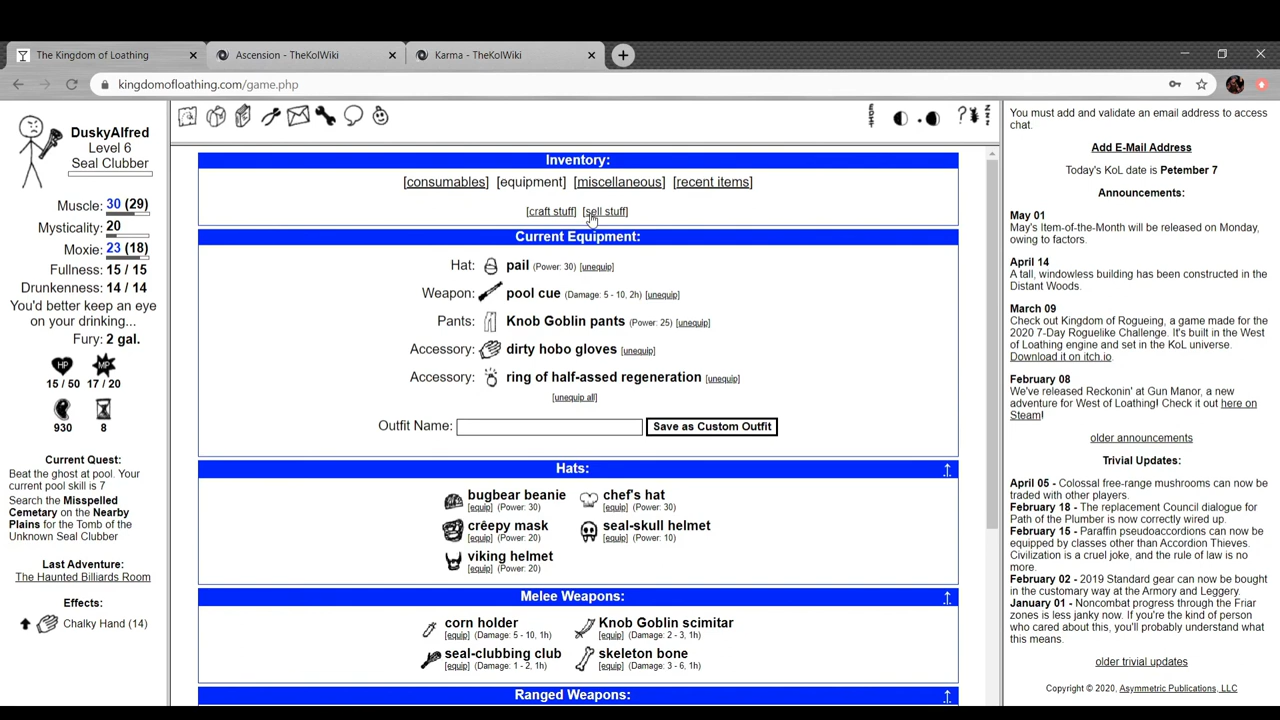 The Kingdom of Loathing
Ascension - TheKolWiki
Karma - TheKolWiki
kingdomofloathing.com/game.php
DuskyAlfred
Level 6
Seal Clubber
Muscle: 30 (29)
Mysticality: 20
Moxie: 23 (18)
Fullness: 15 / 15
Drunkenness: 14 / 14
You'd better keep an eye
on your drinking...
Fury: 2 gal.
HP MP
15 / 50 17 / 20
930 8
Current Quest:
Beat the ghost at pool. Your
current pool skill is 7
Search the Misspelled
Cemetary on the Nearby
Plains for the Tomb of the
Unknown Seal Clubber
Last Adventure:
The Haunted Billiards Room
Effects:
Chalky Hand (14)
Inventory:
[consumables] [equipment] [miscellaneous] [recent items]
[craft stuff] [sell stuff]
Current Equipment:
Hat: pail (Power: 30) [unequip]
Weapon: pool cue (Damage: 5 - 10, 2h) [unequip]
Pants: Knob Goblin pants (Power: 25) [unequip]
Accessory: dirty hobo gloves [unequip]
Accessory: ring of half-assed regeneration [unequip]
[unequip all]
Outfit Name: Save as Custom Outfit
Hats:
bugbear beanie chef's hat
[equip] (Power: 30) [equip] (Power: 30)
crêepy mask seal-skull helmet
[equip] (Power: 20) [equip] (Power: 10)
viking helmet
[equip] (Power: 20)
Melee Weapons:
corn holder Knob Goblin scimitar
[equip] (Damage: 5 - 10, 1h) [equip] (Damage: 2 - 3, 1h)
seal-clubbing club skeleton bone
[equip] (Damage: 1 - 2, 1h) [equip] (Damage: 3 - 6, 1h)
Ranged Weapons:
You must add and validate an email address to access
chat.
Add E-Mail Address
Today's KoL date is Petember 7
Announcements:
May 01
May's Item-of-the-Month will be released on Monday,
owing to factors.
April 14
A tall, windowless building has been constructed in the
Distant Woods.
March 09
Check out Kingdom of Rogueing, a game made for the
2020 7-Day Roguelike Challenge. It's built in the West
of Loathing engine and set in the KoL universe.
Download it on itch.io.
February 08
We've released Reckonin' at Gun Manor, a new
adventure for West of Loathing! Check it out here on
Steam!
older announcements
Trivial Updates:
April 05 - Colossal free-range mushrooms can now be
traded with other players.
February 18 - The replacement Council dialogue for
Path of the Plumber is now correctly wired up.
February 15 - Paraffin pseudoaccordions can now be
equipped by classes other than Accordion Thieves.
Civilization is a cruel joke, and the rule of law is no
more.
February 02 - 2019 Standard gear can now be bought
in the customary way at the Armory and Leggery.
January 01 - Noncombat progress through the Friar
zones is less janky now. If you're the kind of person
who cared about this, you'll probably understand what
this means.
older trivial updates
Copyright © 2020, Asymmetric Publications, LLC